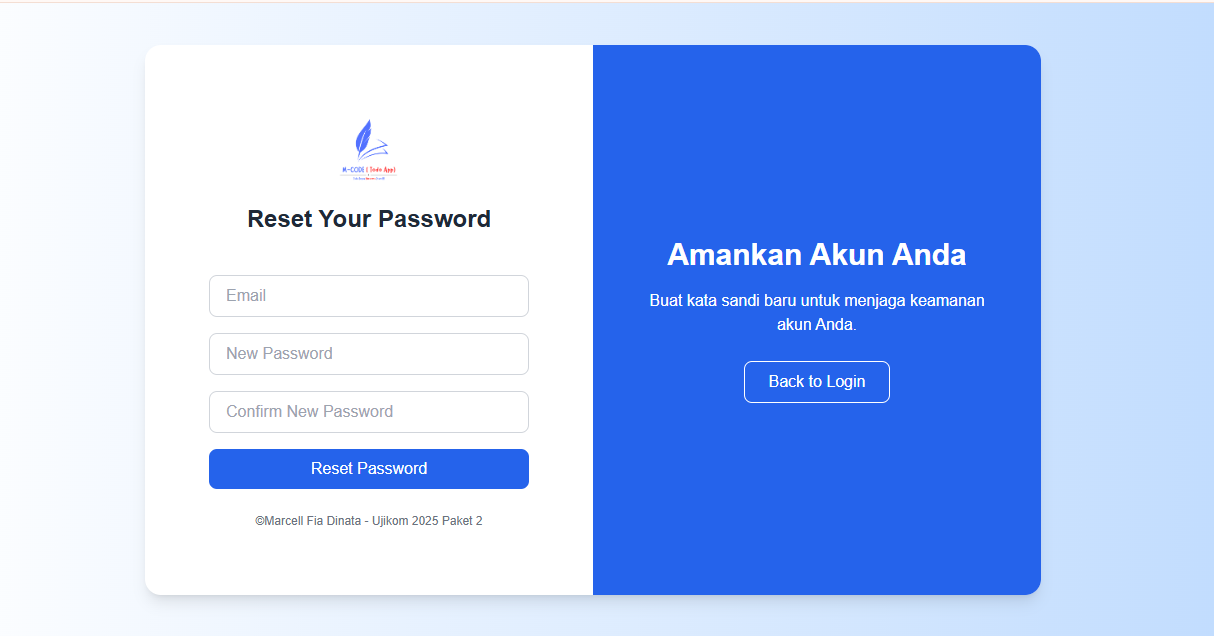 M-CODE ( Todo App)
Reset Your Password
Email
New Password
Confirm New Password
Reset Password
©Marcell Fia Dinata - Ujikom 2025 Paket 2
Amankan Akun Anda
Buat kata sandi baru untuk menjaga keamanan
akun Anda.
Back to Login